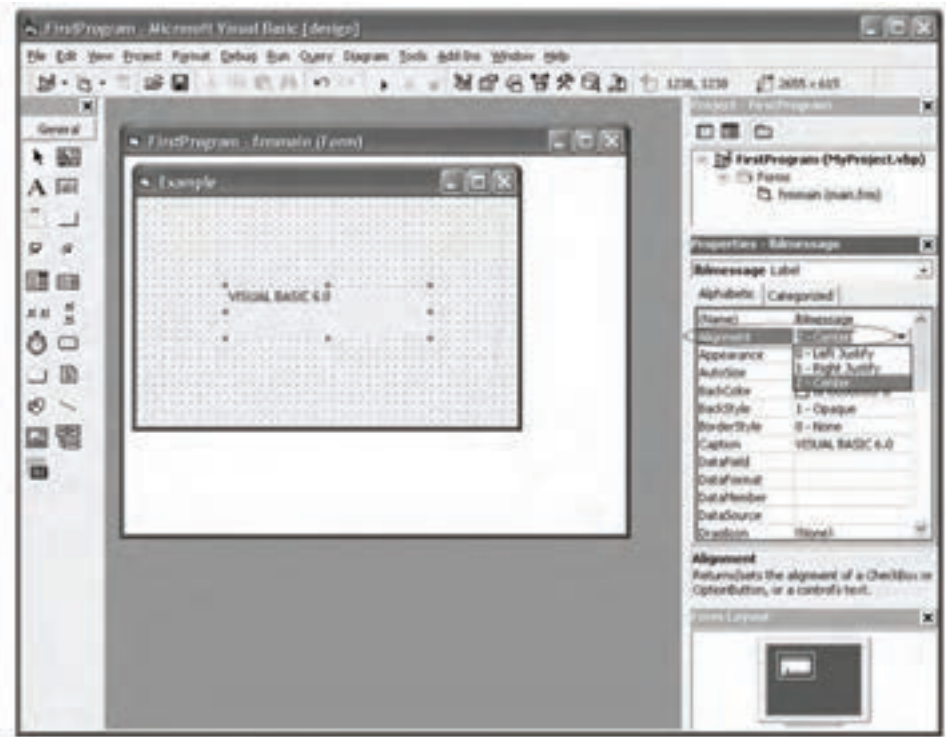 FirstProgram - Microsoft Visual Basic [design]
File Edit View Project Format Debug Run Query Diagram Tools Add-Ins Window Help
1230, 1230
2655 x 615
General
Project - FirstProgram
FirstProgram (MyProject.vbp)
Forms
frmmain (main.frm)
FirstProgram - frmmain (Form)
Example
VISUAL BASIC 6.0
Properties - lblmessage
lblmessage Label
Alphabetic Categorized
(Name) lblmessage
Alignment 2 - Center
0 - Left Justify
1 - Right Justify
2 - Center
Appearance
AutoSize
BackColor
BackStyle 1 - Opaque
BorderStyle 0 - None
Caption VISUAL BASIC 6.0
DataField
DataFormat
DataMember
DataSource
DragIcon (None)
Alignment
Returns/sets the alignment of a CheckBox or
OptionButton, or a control's text.
Form Layout